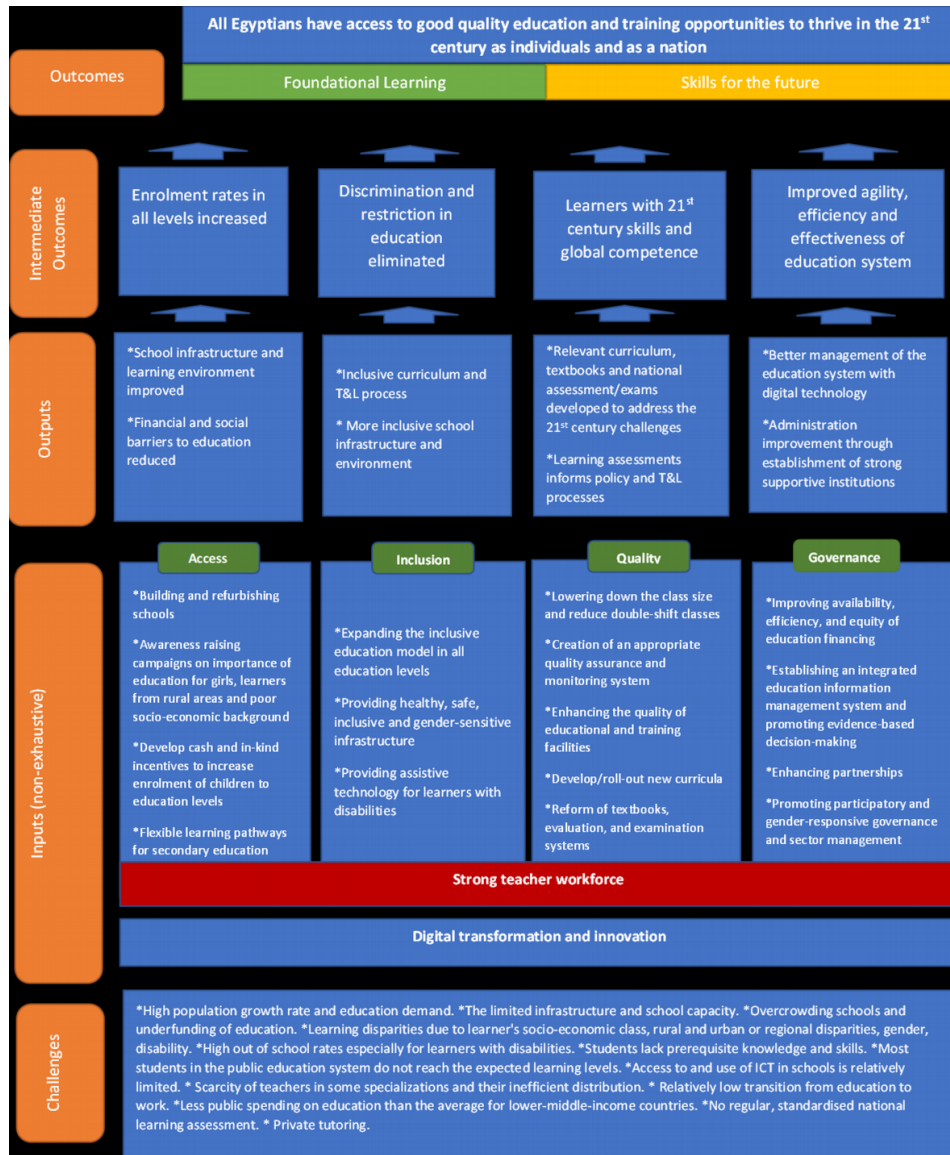 All Egyptians have access to good quality education and training opportunities to thrive in the 21st
century as individuals and as a nation
Outcomes
Foundational Learning
Skills for the future
Intermediate
Outcomes
Enrolment rates in
all levels increased
Discrimination and
restriction in
education
eliminated
Learners with 21st
century skills and
global competence
Improved agility,
efficiency and
effectiveness of
education system
Outputs
*School infrastructure and
learning environment
improved
*Financial and social
barriers to education
reduced
*Inclusive curriculum and
T&L process
* More inclusive school
infrastructure and
environment
*Relevant curriculum,
textbooks and national
assessment/exams
developed to address the
21st century challenges
*Learning assessments
informs policy and T&L
processes
*Better management of the
education system with
digital technology
*Administration
improvement through
establishment of strong
supportive institutions
Inputs (non-exhaustive)
Access
*Building and refurbishing
schools
*Awareness raising
campaigns on importance of
education for girls, learners
from rural areas and poor
socio-economic background
*Develop cash and in-kind
incentives to increase
enrolment of children to
education levels
*Flexible learning pathways
for secondary education
Inclusion
*Expanding the inclusive
education model in all
education levels
*Providing healthy, safe,
inclusive and gender-sensitive
infrastructure
*Providing assistive
technology for learners with
disabilities
Quality
*Lowering down the class size
and reduce double-shift classes
*Creation of an appropriate
quality assurance and
monitoring system
*Enhancing the quality of
educational and training
facilities
*Develop/roll-out new curricula
*Reform of textbooks,
evaluation, and examination
systems
Governance
*Improving availability,
efficiency, and equity of
education financing
*Establishing an integrated
education information
management system and
promoting evidence-based
decision-making
*Enhancing partnerships
*Promoting participatory and
gender-responsive governance
and sector management
Strong teacher workforce
Digital transformation and innovation
Challenges
*High population growth rate and education demand. *The limited infrastructure and school capacity. *Overcrowding schools and
underfunding of education. *Learning disparities due to learner's socio-economic class, rural and urban or regional disparities, gender,
disability. *High out of school rates especially for learners with disabilities. *Students lack prerequisite knowledge and skills. *Most
students in the public education system do not reach the expected learning levels. *Access to and use of ICT in schools is relatively
limited. * Scarcity of teachers in some specializations and their inefficient distribution. * Relatively low transition from education to
work. *Less public spending on education than the average for lower-middle-income countries. *No regular, standardised national
learning assessment. * Private tutoring.